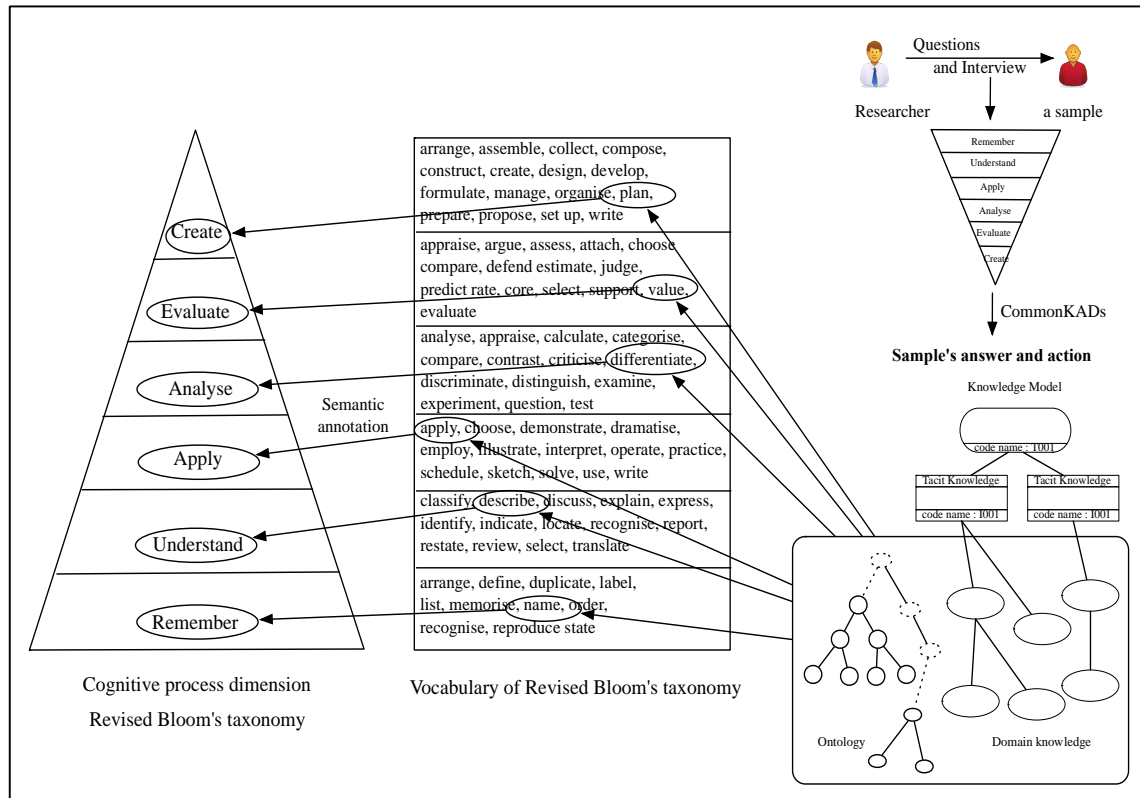 Questions
and Interview
Researcher
a sample
Remember
Understand
Apply
Analyse
Evaluate
Create
CommonKADs
Sample's answer and action
Knowledge Model
code name : T001
Tacit Knowledge
code name : I001
Tacit Knowledge
code name : I001
Ontology
Domain knowledge
Create
Evaluate
Analyse
Apply
Understand
Remember
Cognitive process dimension
Revised Bloom's taxonomy
Semantic
annotation
arrange, assemble, collect, compose,
construct, create, design, develop,
formulate, manage, organise, plan,
prepare, propose, set up, write
appraise, argue, assess, attach, choose
compare, defend estimate, judge,
predict rate, core, select, support, value,
evaluate
analyse, appraise, calculate, categorise,
compare, contrast, criticise, differentiate,
discriminate, distinguish, examine,
experiment, question, test
apply, choose, demonstrate, dramatise,
employ, illustrate, interpret, operate, practice,
schedule, sketch, solve, use, write
classify, describe, discuss, explain, express,
identify, indicate, locate, recognise, report,
restate, review, select, translate
arrange, define, duplicate, label,
list, memorise, name, order,
recognise, reproduce state
Vocabulary of Revised Bloom's taxonomy